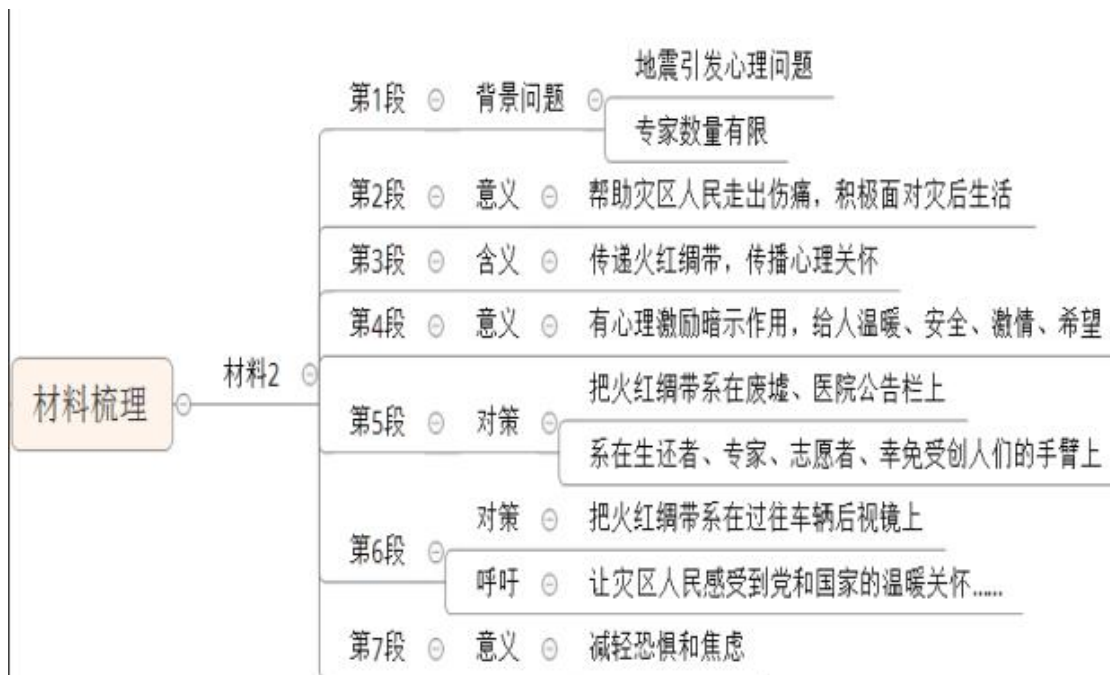 地震引发心理问题
第1段
背景问题
专家数量有限
第2段
意义
帮助灾区人民走出伤痛，积极面对灾后生活
第3段
含义
传递火红绸带，传播心理关怀
第4段
意义
有心理激励暗示作用，给人温暖、安全、激情、希望
材料梳理
材料2
把火红绸带系在废墟、医院公告栏上
第5段
对策
系在生还者、专家、志愿者、幸免受创人们的手臂上
对策
把火红绸带系在过往车辆后视镜上
第6段
呼吁
让灾区人民感受到党和国家的温暖关怀……
第7段
意义
减轻恐惧和焦虑